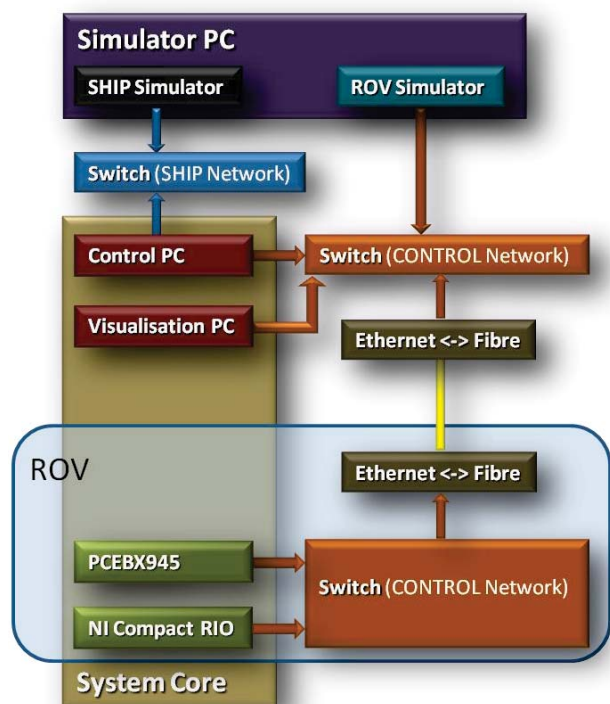 Simulator PC
SHIP Simulator
ROV Simulator
Switch (SHIP Network)
Control PC
Switch (CONTROL Network)
Visualisation PC
Ethernet <-> Fibre
ROV
Ethernet <-> Fibre
PCEBX945
Switch (CONTROL Network)
NI Compact RIO
System Core